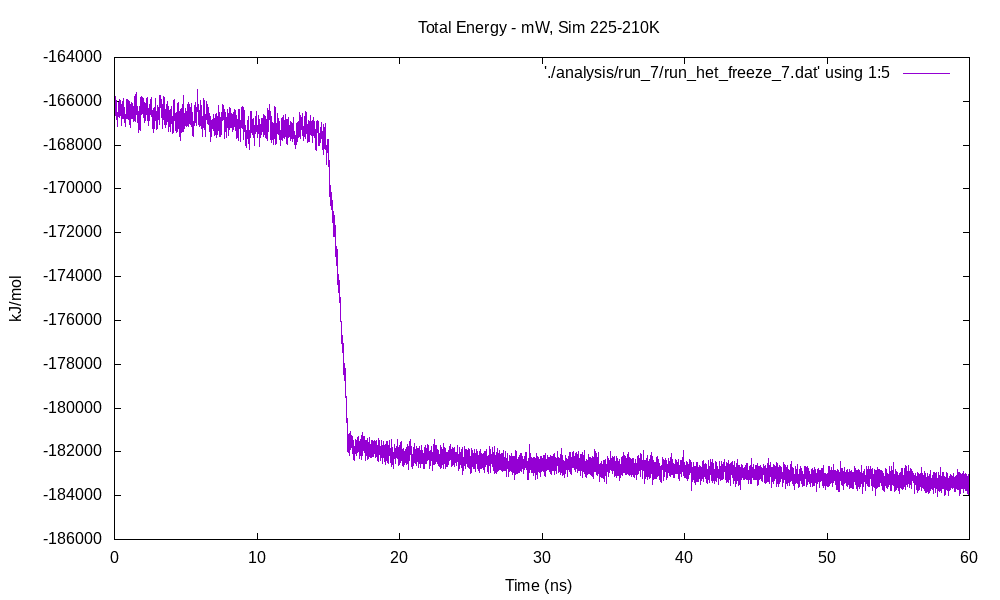 Total Energy - mW, Sim 225-210K
'./analysis/run_7/run_het_freeze_7.dat' using 1:5
kJ/mol
-164000
-166000
-168000
-170000
-172000
-174000
-176000
-178000
-180000
-182000
-184000
-186000
0 10 20 30 40 50 60
Time (ns)